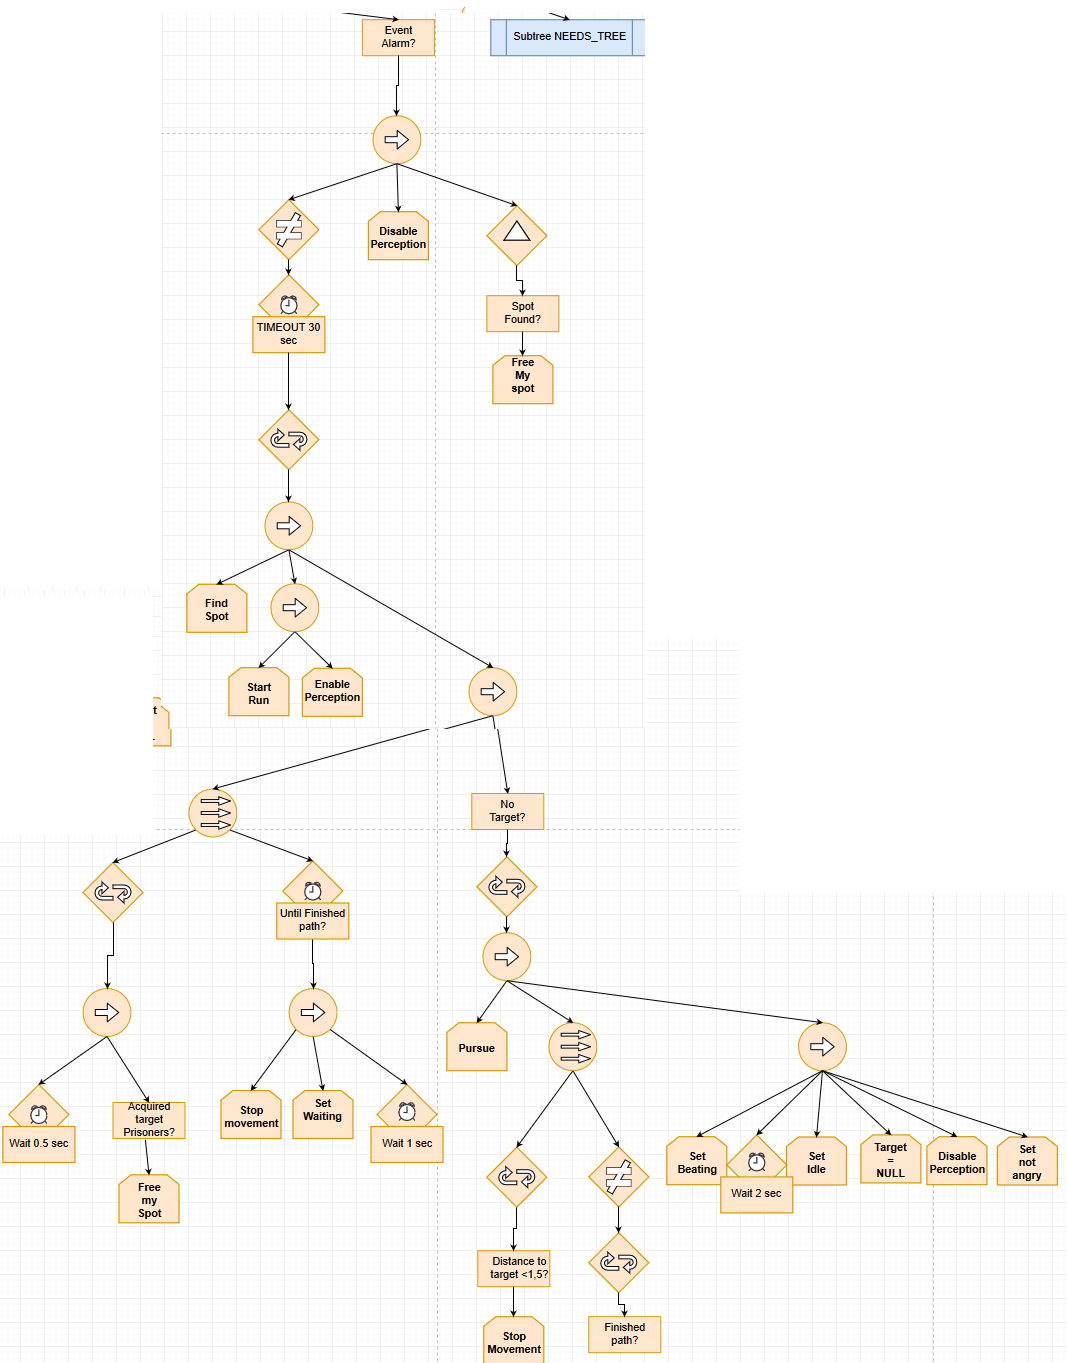 Event
Alarm?
Subtree NEEDS_TREE
Disable
Perception
TIMEOUT 30
sec
Spot
Found?
Free
My
spot
Find
Spot
Start
Run
Enable
Perception
t
No
Target?
Until Finished
path?
Pursue
Stop
movement
Set
Waiting
Wait 1 sec
Wait 0.5 sec
Acquired
target
Prisoners?
Free
my
Spot
Set
Beating
Wait 2 sec
Set
Idle
Target
=
NULL
Disable
Perception
Set
not
angry
Distance to
target <1,5?
Stop
Movement
Finished
path?